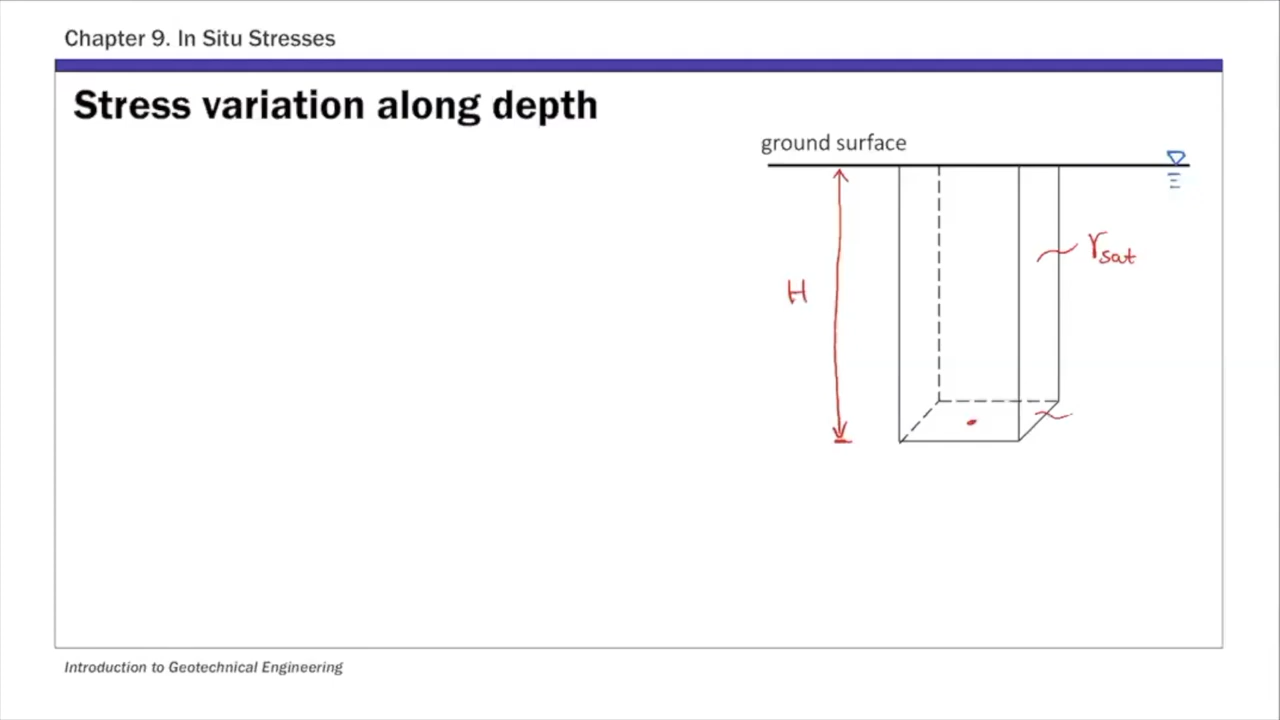 Chapter 9. In Situ Stresses
Stress variation along depth
ground surface
γsat
H
Introduction to Geotechnical Engineering